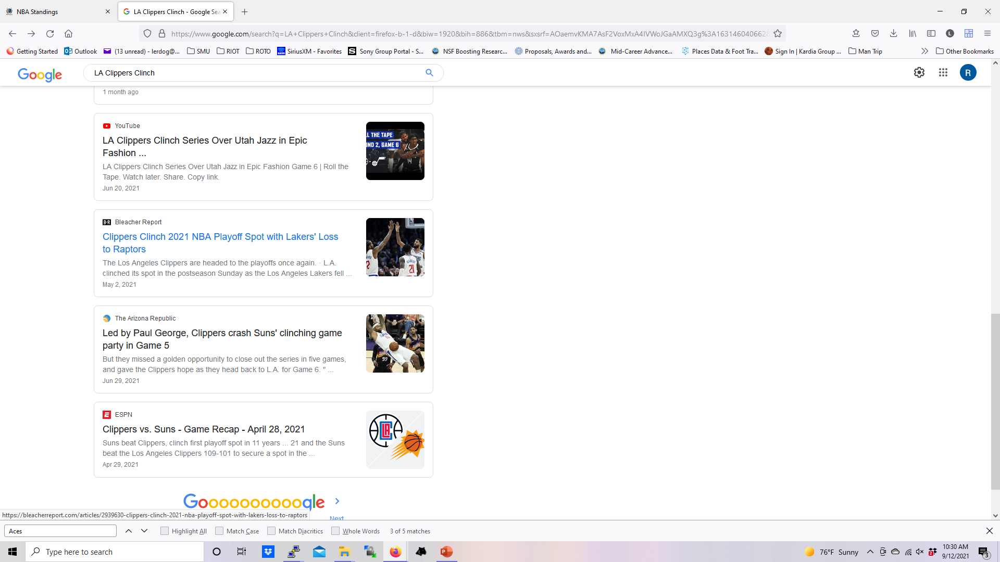 NBA Standings
LA Clippers Clinch - Google Sea
https://www.google.com/search?q=LA+Clippers+Clinch&client=firefox-b-1-d&biw=1920&bih=886&tbm=nws&sxsrf=AOaemvKMA7AsF2VoxMxA4IVWoJGaAMXQ3g%3A1631460406628
L
Getting Started
Outlook
(13 unread) - lerdog@...
SMU
RIOT
ROTO
SiriusXM - Favorites
Sony Group Portal - S...
NSF Boosting Researc...
Proposals, Awards and...
Mid-Career Advance...
Places Data & Foot Tra...
Sign In | Kardia Group ...
Man Trip
Other Bookmarks
Google
LA Clippers Clinch
R
1 month ago
YouTube
LA Clippers Clinch Series Over Utah Jazz in Epic
Fashion ...
LA Clippers Clinch Series Over Utah Jazz in Epic Fashion Game 6 | Roll the
Tape. Watch later. Share. Copy link.
Jun 20, 2021
LL THE TAPE
UND 2, GAME 6
14
B·R
Bleacher Report
Clippers Clinch 2021 NBA Playoff Spot with Lakers' Loss
to Raptors
The Los Angeles Clippers are headed to the playoffs once again. · L.A.
clinched its spot in the postseason Sunday as the Los Angeles Lakers fell ...
May 2, 2021
2
21
The Arizona Republic
Led by Paul George, Clippers crash Suns' clinching game
party in Game 5
But they missed a golden opportunity to close out the series in five games,
and gave the Clippers hope as they head back to L.A. for Game 6. " ...
Jun 29, 2021
99
ESPN
Clippers vs. Suns - Game Recap - April 28, 2021
Suns beat Clippers, clinch first playoff spot in 11 years ... 21 and the Suns
beat the Los Angeles Clippers 109-101 to secure a spot in the ...
Apr 29, 2021
LAC
Goooooooooogle
Next
https://bleacherreport.com/articles/2939630-clippers-clinch-2021-nba-playoff-spot-with-lakers-loss-to-raptors
Aces
Highlight All
Match Case
Match Diacritics
Whole Words
3 of 5 matches
Type here to search
76°F Sunny
10:30 AM
9/12/2021
3